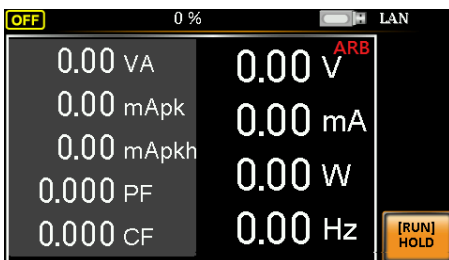 OFF 0 % LAN
ARB
0.00 VA
0.00 mApk
0.00 mApkh
0.000 PF
0.000 CF
0.00 V
0.00 mA
0.00 W
0.00 Hz
[RUN]
HOLD